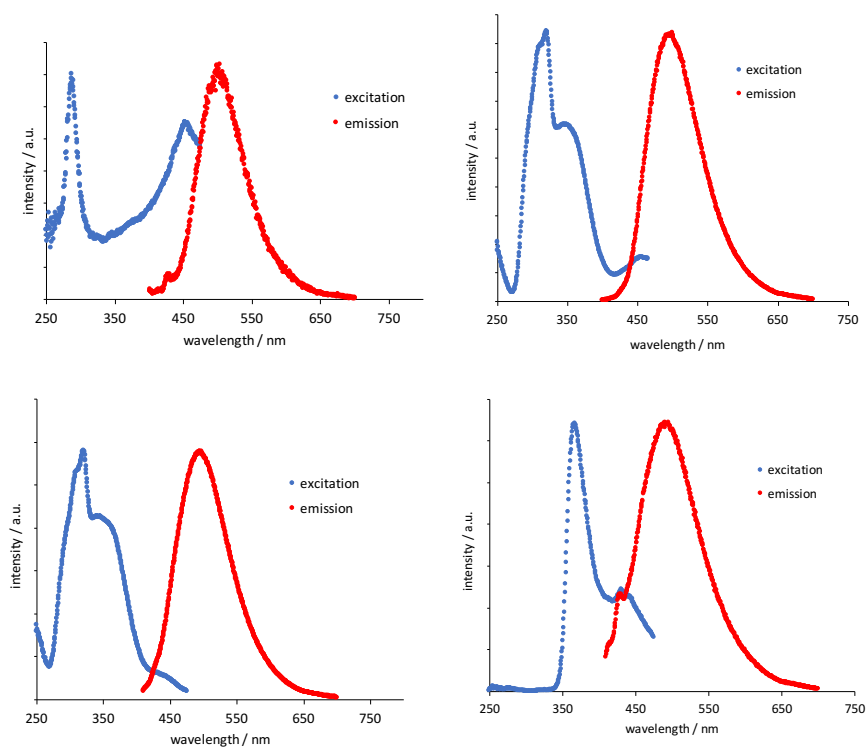 intensity / a.u.
excitation
emission
250 350 450 550 650 750
wavelength / nm
intensity / a.u.
excitation
emission
250 350 450 550 650 750
wavelength / nm
intensity / a.u.
excitation
emission
250 350 450 550 650 750
wavelength / nm
intensity / a.u.
excitation
emission
250 350 450 550 650 750
wavelength / nm